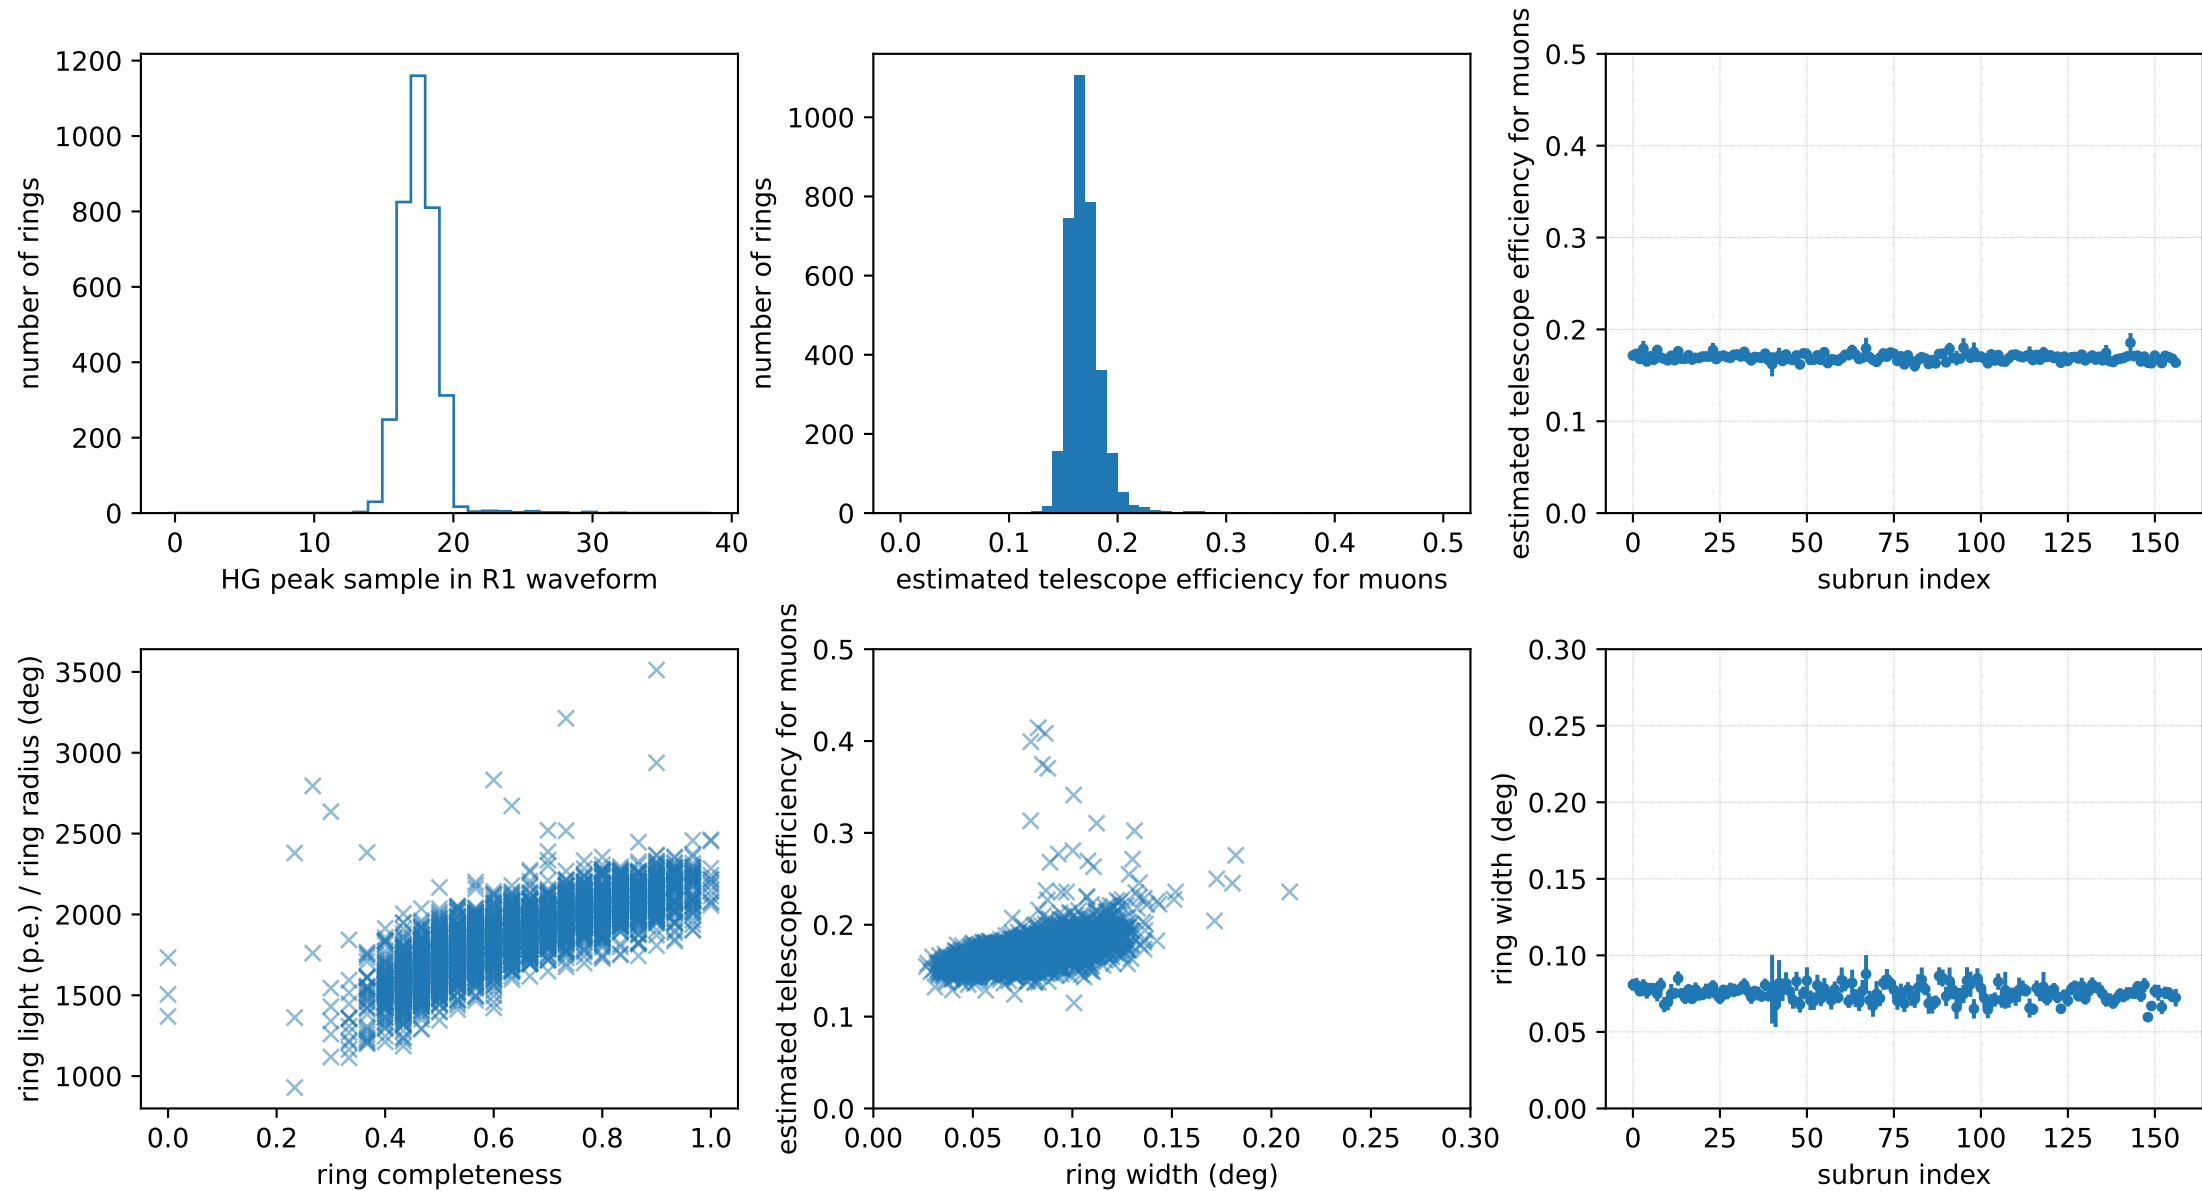 number of rings
1200
1000
800
600
400
200
0
0 10 20 30 40
HG peak sample in R1 waveform
number of rings
1000
800
600
400
200
0
0.0 0.1 0.2 0.3 0.4 0.5
estimated telescope efficiency for muons
estimated telescope efficiency for muons
0.5
0.4
0.3
0.2
0.1
0.0
0 25 50 75 100 125 150
subrun index
ring light (p.e.) / ring radius (deg)
3500
3000
2500
2000
1500
1000
0.0 0.2 0.4 0.6 0.8 1.0
ring completeness
estimated telescope efficiency for muons
0.5
0.4
0.3
0.2
0.1
0.0
0.00 0.05 0.10 0.15 0.20 0.25 0.30
ring width (deg)
ring width (deg)
0.30
0.25
0.20
0.15
0.10
0.05
0.00
0 25 50 75 100 125 150
subrun index